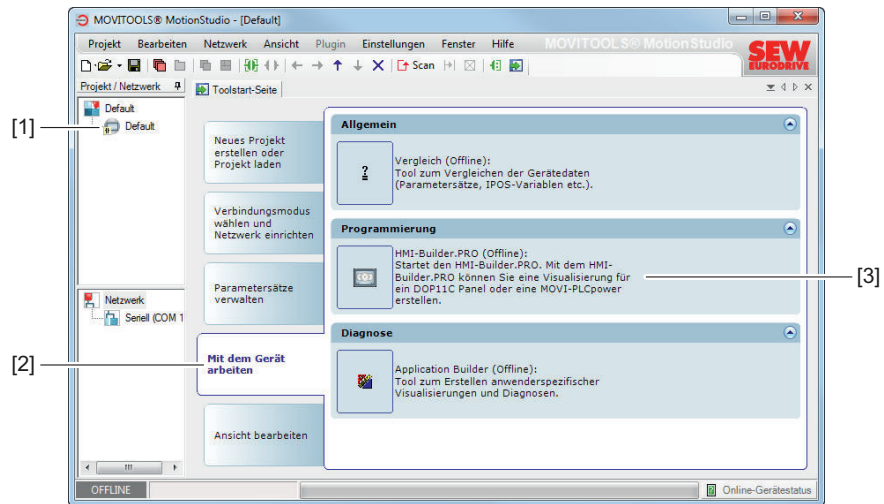 MOVITOOLS® MotionStudio - [Default]
Projekt Bearbeiten Netzwerk Ansicht Plugin Einstellungen Fenster Hilfe MOVITOOLS® MotionStudio
SEW
EURODRIVE
Scan
Projekt / Netzwerk
Toolstart-Seite
Default
[1]
Default
Netzwerk
Seriell (COM 1
Neues Projekt
erstellen oder
Projekt laden
Verbindungsmodus
wählen und
Netzwerk einrichten
Parametersätze
verwalten
[2]
Mit dem Gerät
arbeiten
Ansicht bearbeiten
Allgemein
Vergleich (Offline):
Tool zum Vergleichen der Gerätedaten
(Parametersätze, IPOS-Variablen etc.).
Programmierung
HMI-Builder.PRO (Offline):
Startet den HMI-Builder.PRO. Mit dem HMI-
Builder.PRO können Sie eine Visualisierung für
ein DOP11C Panel oder eine MOVI-PLCpower
erstellen.
[3]
Diagnose
Application Builder (Offline):
Tool zum Erstellen anwenderspezifischer
Visualisierungen und Diagnosen.
OFFLINE
Online-Gerätestatus